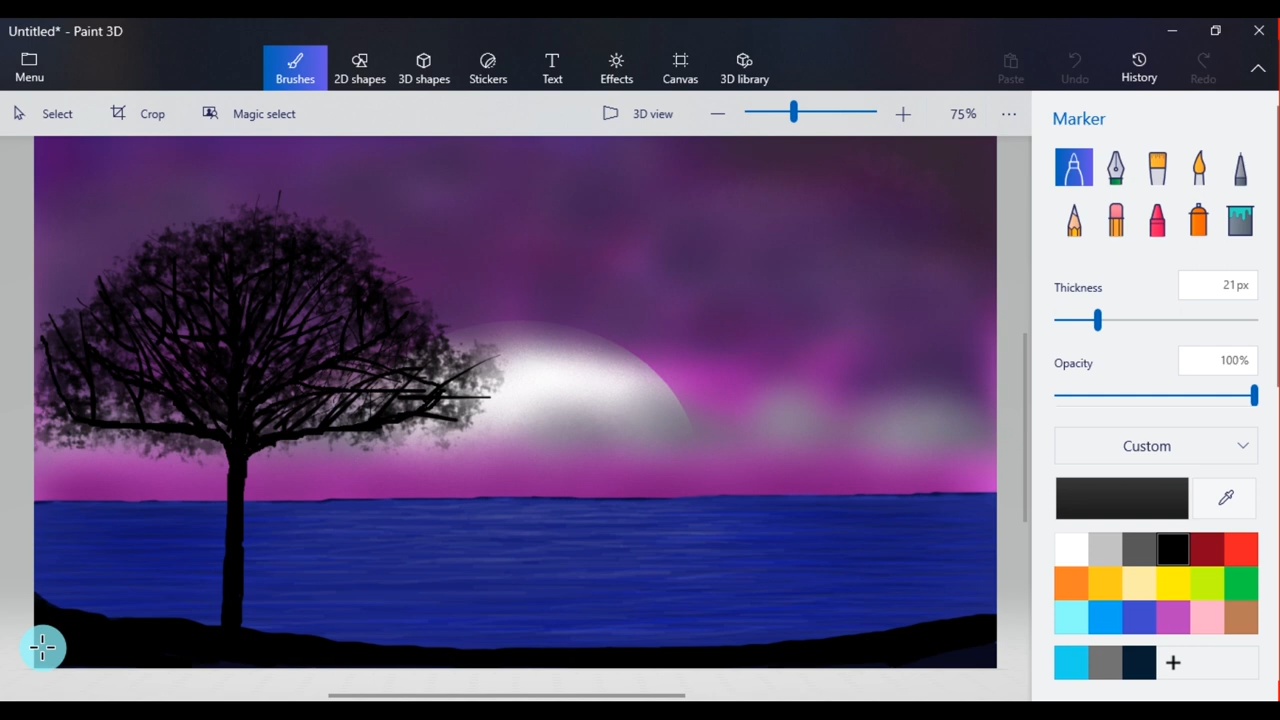 Untitled* - Paint 3D
Menu
Brushes
2D shapes
3D shapes
Stickers
Text
Effects
Canvas
3D library
Paste
Undo
History
Redo
Select
Crop
Magic select
3D view
75%
Marker
Thickness
21px
Opacity
100%
Custom